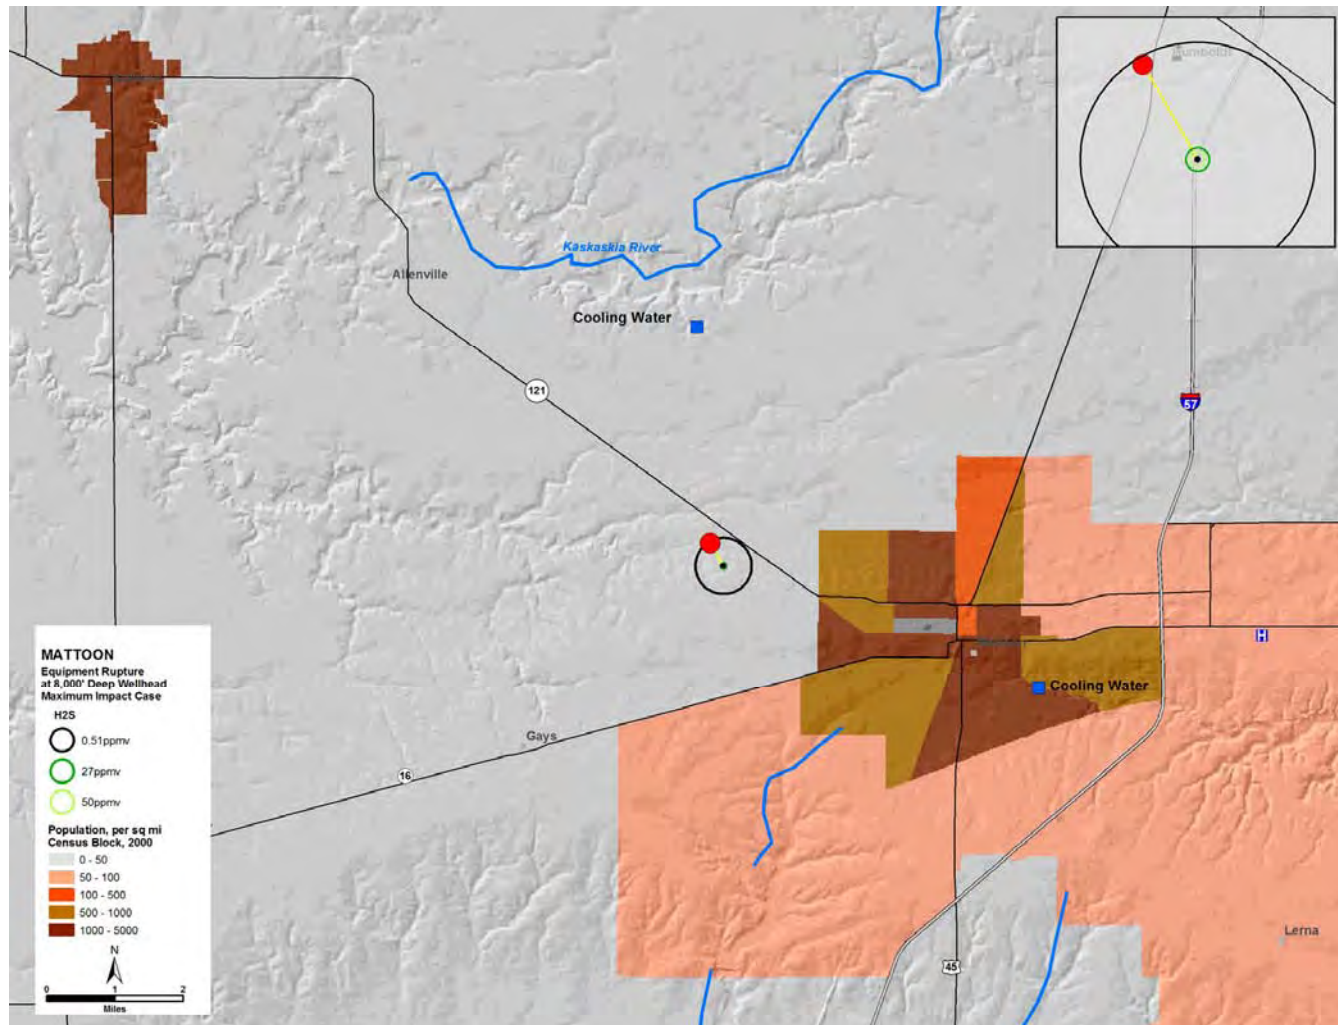 Humboldt
Kaskaskia River
Allenville
Cooling Water
121
57
H
Cooling Water
Gays
16
Lerna
45
MATTOON
Equipment Rupture
at 8,000' Deep Wellhead
Maximum Impact Case
H2S
0.51ppmv
27ppmv
50ppmv
Population, per sq mi
Census Block, 2000
0 - 50
50 - 100
100 - 500
500 - 1000
1000 - 5000
N
0 1 2
Miles